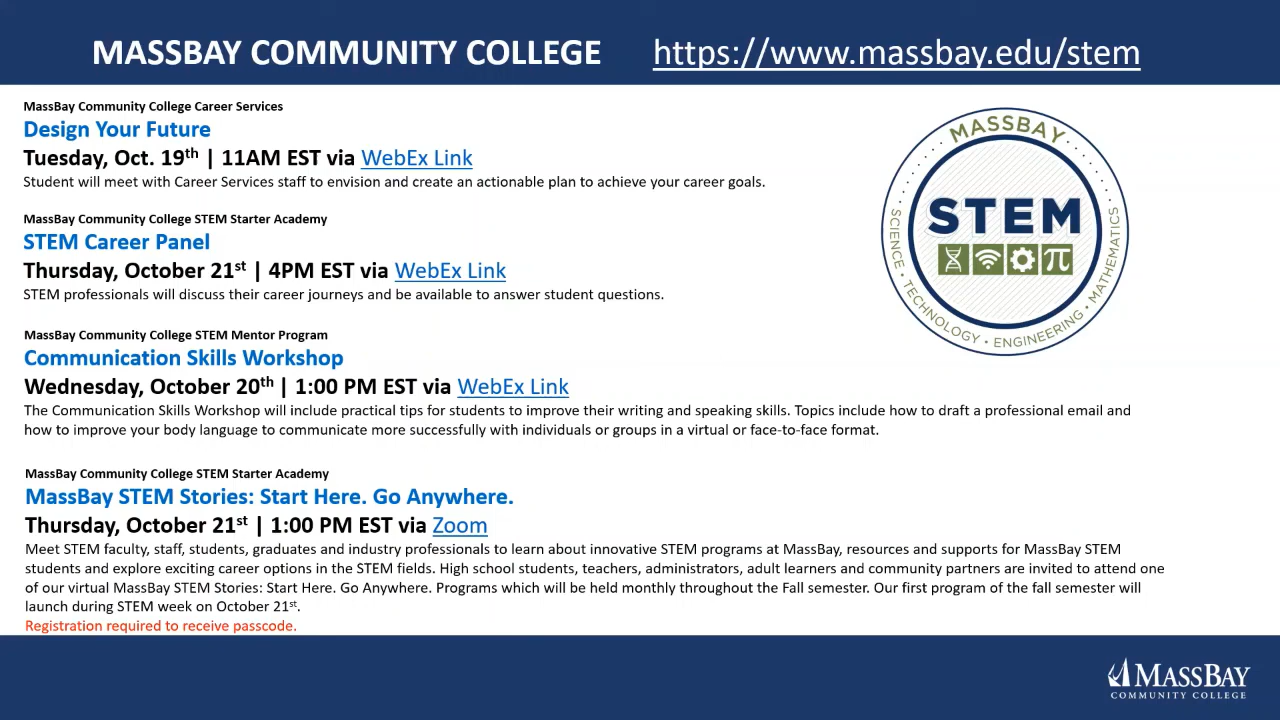 MASSBAY COMMUNITY COLLEGE https://www.massbay.edu/stem
MassBay Community College Career Services
Design Your Future
Tuesday, Oct. 19th | 11AM EST via WebEx Link
Student will meet with Career Services staff to envision and create an actionable plan to achieve your career goals.
MassBay Community College STEM Starter Academy
STEM Career Panel
Thursday, October 21st | 4PM EST via WebEx Link
STEM professionals will discuss their career journeys and be available to answer student questions.
MASSBAY
STEM
π
SCIENCE • TECHNOLOGY • ENGINEERING • MATHEMATICS
MassBay Community College STEM Mentor Program
Communication Skills Workshop
Wednesday, October 20th | 1:00 PM EST via WebEx Link
The Communication Skills Workshop will include practical tips for students to improve their writing and speaking skills. Topics include how to draft a professional email and
how to improve your body language to communicate more successfully with individuals or groups in a virtual or face-to-face format.
MassBay Community College STEM Starter Academy
MassBay STEM Stories: Start Here. Go Anywhere.
Thursday, October 21st | 1:00 PM EST via Zoom
Meet STEM faculty, staff, students, graduates and industry professionals to learn about innovative STEM programs at MassBay, resources and supports for MassBay STEM
students and explore exciting career options in the STEM fields. High school students, teachers, administrators, adult learners and community partners are invited to attend one
of our virtual MassBay STEM Stories: Start Here. Go Anywhere. Programs which will be held monthly throughout the Fall semester. Our first program of the fall semester will
launch during STEM week on October 21st.
Registration required to receive passcode.
MASSBAY
COMMUNITY COLLEGE